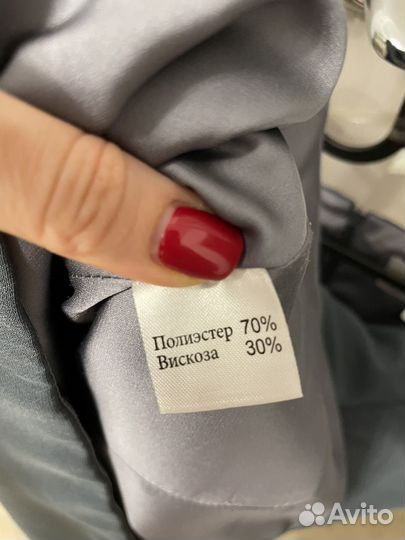 Полиэстер 70%
Вискоза 30%
Avito